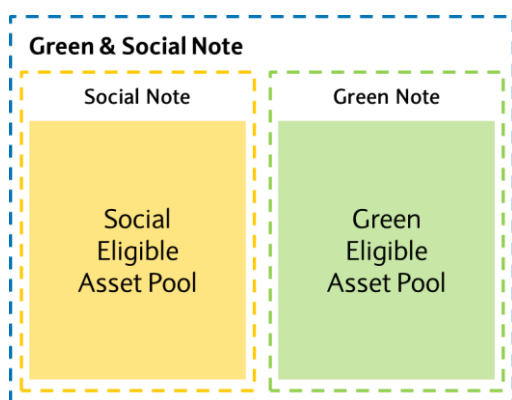 Green & Social Note
Social Note
Green Note
Social
Eligible
Asset Pool
Green
Eligible
Asset Pool